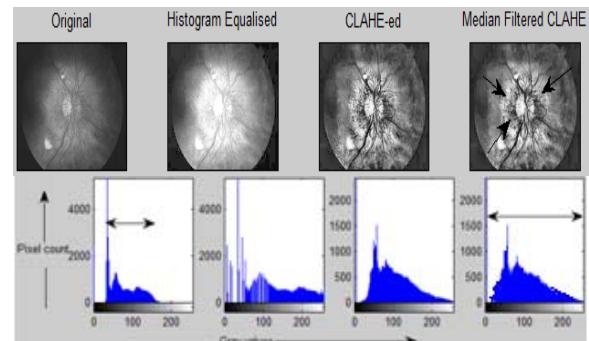 Original Histogram Equalised CLAHE-ed Median Filtered CLAHE
4000 4000 2000 2000
1500 1500
Pixel count
2000 2000 1000 1000
500 500
0 0 0 0
0 100 200 0 100 200 0 100 200 0 100 200